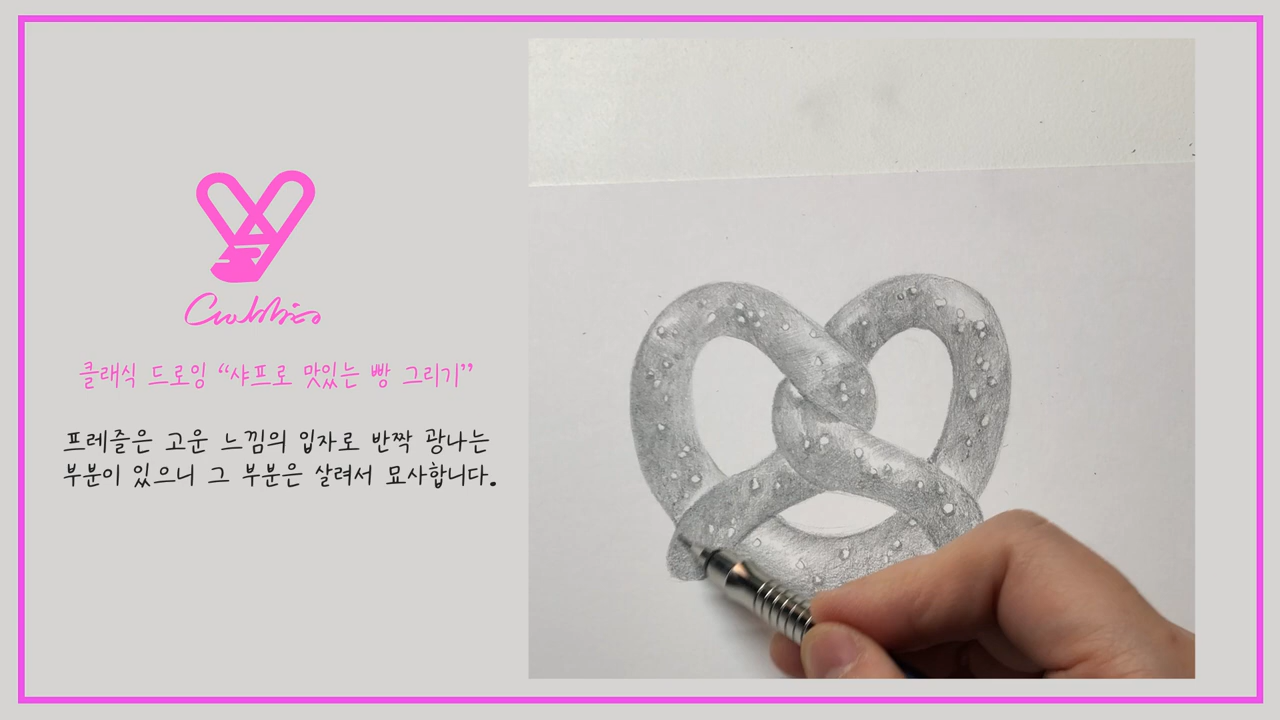 클래식 드로잉 “샤프로 맛있는 빵 그리기”
프레즐은 고운 느낌의 입자로 반짝 광나는
부분이 있으니 그 부분은 살려서 묘사합니다.